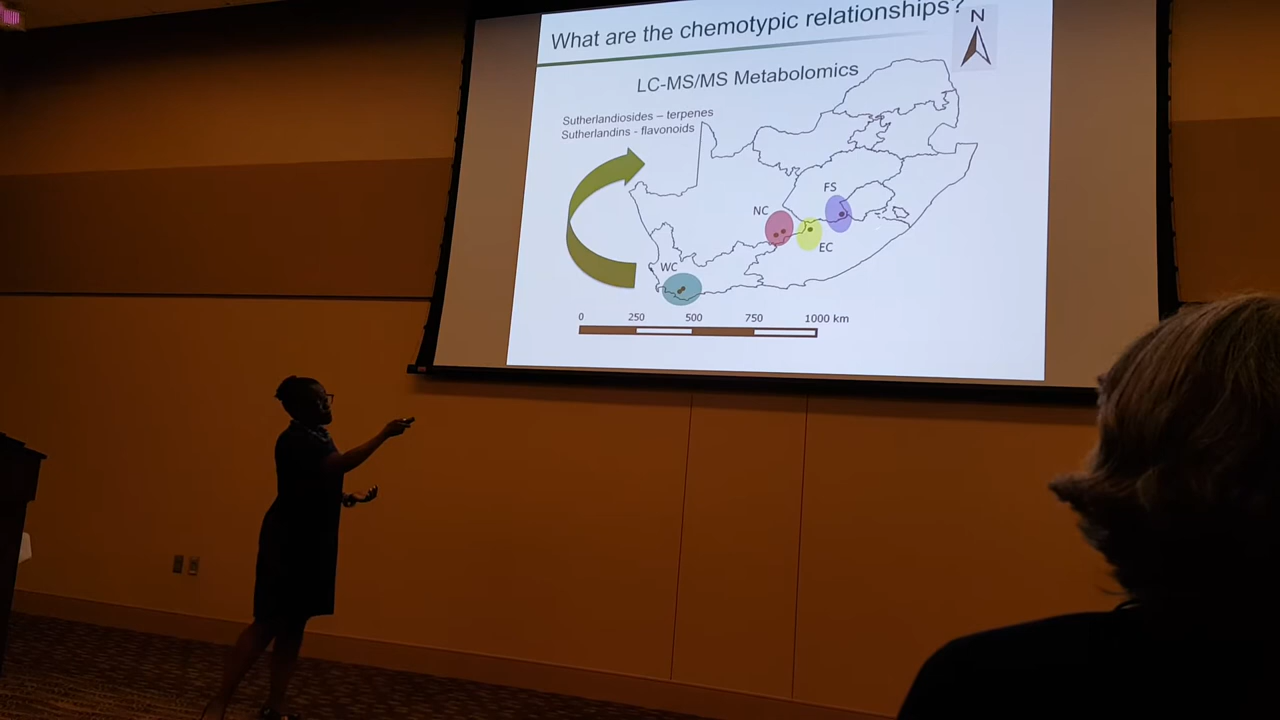 What are the chemotypic relationships?
N
LC-MS/MS Metabolomics
Sutherlandiosides – terpenes
Sutherlandins - flavonoids
FS
NC
EC
WC
0 250 500 750 1000 km